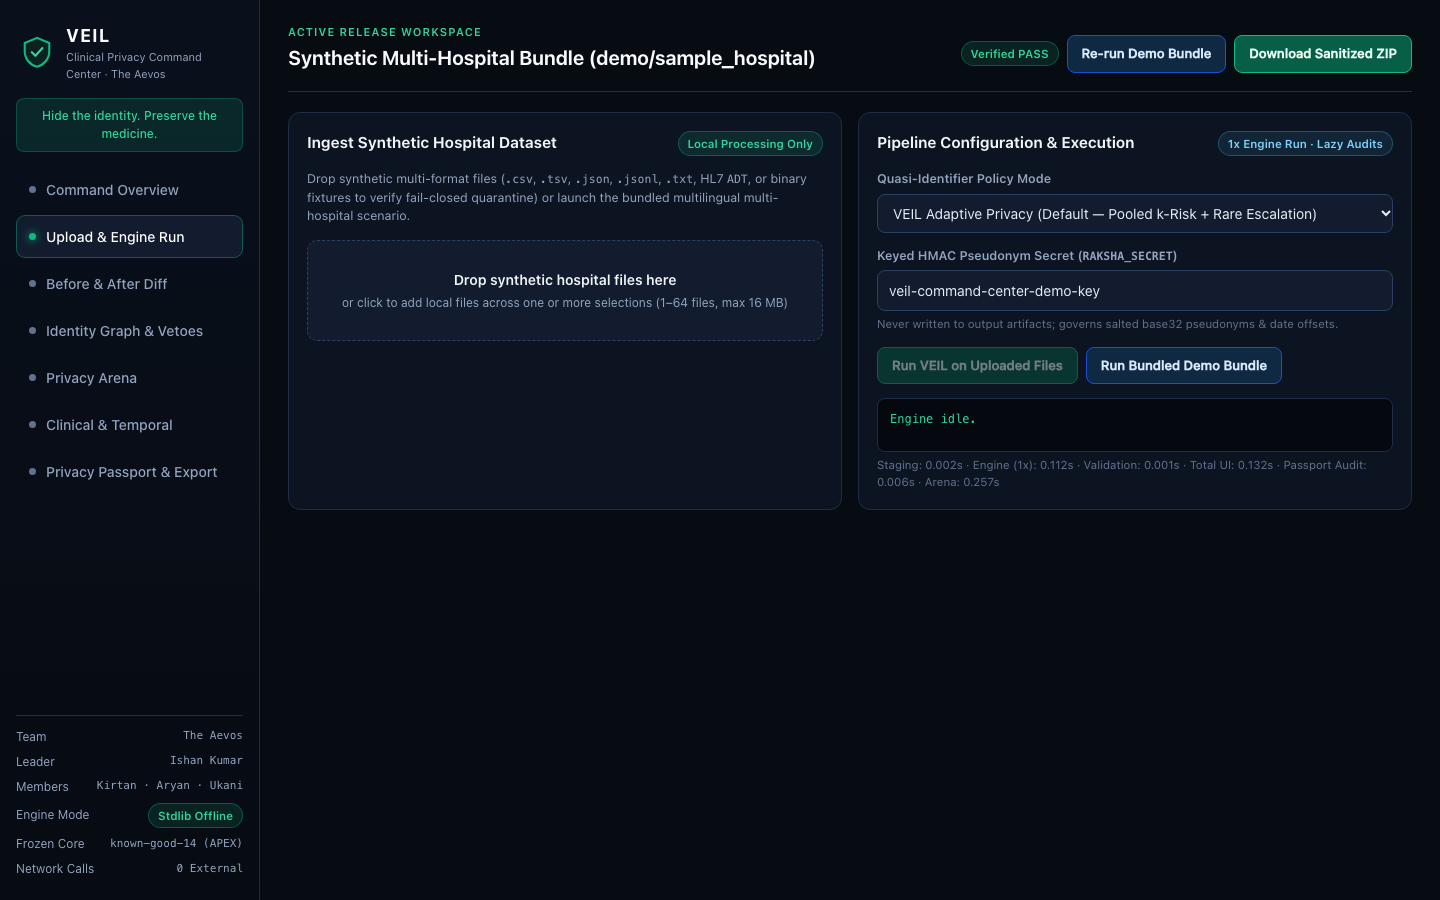 VEIL
Clinical Privacy Command
Center · The Aevos
Hide the identity. Preserve the
medicine.
Command Overview
Upload & Engine Run
Before & After Diff
Identity Graph & Vetoes
Privacy Arena
Clinical & Temporal
Privacy Passport & Export
Team The Aevos
Leader Ishan Kumar
Members Kirtan · Aryan · Ukani
Engine Mode Stdlib Offline
Frozen Core known-good-14 (APEX)
Network Calls 0 External
ACTIVE RELEASE WORKSPACE
Synthetic Multi-Hospital Bundle (demo/sample_hospital)
Verified PASS
Re-run Demo Bundle
Download Sanitized ZIP
Ingest Synthetic Hospital Dataset
Local Processing Only
Drop synthetic multi-format files (.csv, .tsv, .json, .jsonl, .txt, HL7 ADT, or binary
fixtures to verify fail-closed quarantine) or launch the bundled multilingual multi-
hospital scenario.
Drop synthetic hospital files here
or click to add local files across one or more selections (1–64 files, max 16 MB)
Pipeline Configuration & Execution
1x Engine Run · Lazy Audits
Quasi-Identifier Policy Mode
VEIL Adaptive Privacy (Default — Pooled k-Risk + Rare Escalation)
Keyed HMAC Pseudonym Secret (RAKSHA_SECRET)
veil-command-center-demo-key
Never written to output artifacts; governs salted base32 pseudonyms & date offsets.
Run VEIL on Uploaded Files
Run Bundled Demo Bundle
Engine idle.
Staging: 0.002s · Engine (1x): 0.112s · Validation: 0.001s · Total UI: 0.132s · Passport Audit:
0.006s · Arena: 0.257s